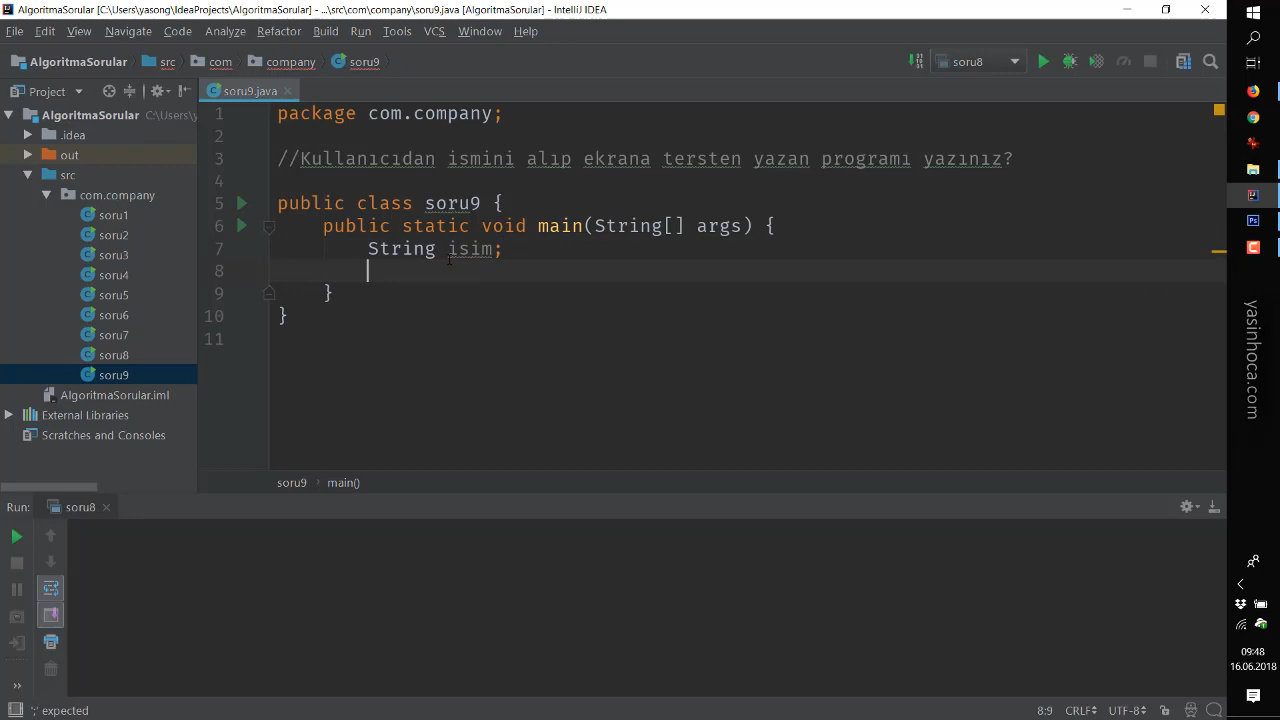 AlgoritmaSorular [C:\Users\yasong\IdeaProjects\AlgoritmaSorular] - ...\src\com\company\soru9.java [AlgoritmaSorular] - IntelliJ IDEA
File Edit View Navigate Code Analyze Refactor Build Run Tools VCS Window Help
AlgoritmaSorular src com company soru9 soru8
Project soru9.java
AlgoritmaSorular C:\Users\y
.idea
out
src
com.company
soru1
soru2
soru3
soru4
soru5
soru6
soru7
soru8
soru9
AlgoritmaSorular.iml
External Libraries
Scratches and Consoles
1 package com.company;
2
3 //Kullanıcıdan ismini alıp ekrana tersten yazan programı yazınız?
4
5 public class soru9 {
6 public static void main(String[] args) {
7 String isim;
8
9 }
10 }
11
soru9 › main()
Run: soru8
';' expected
8:9 CRLF UTF-8
yasinhoca.com
09:48
16.06.2018